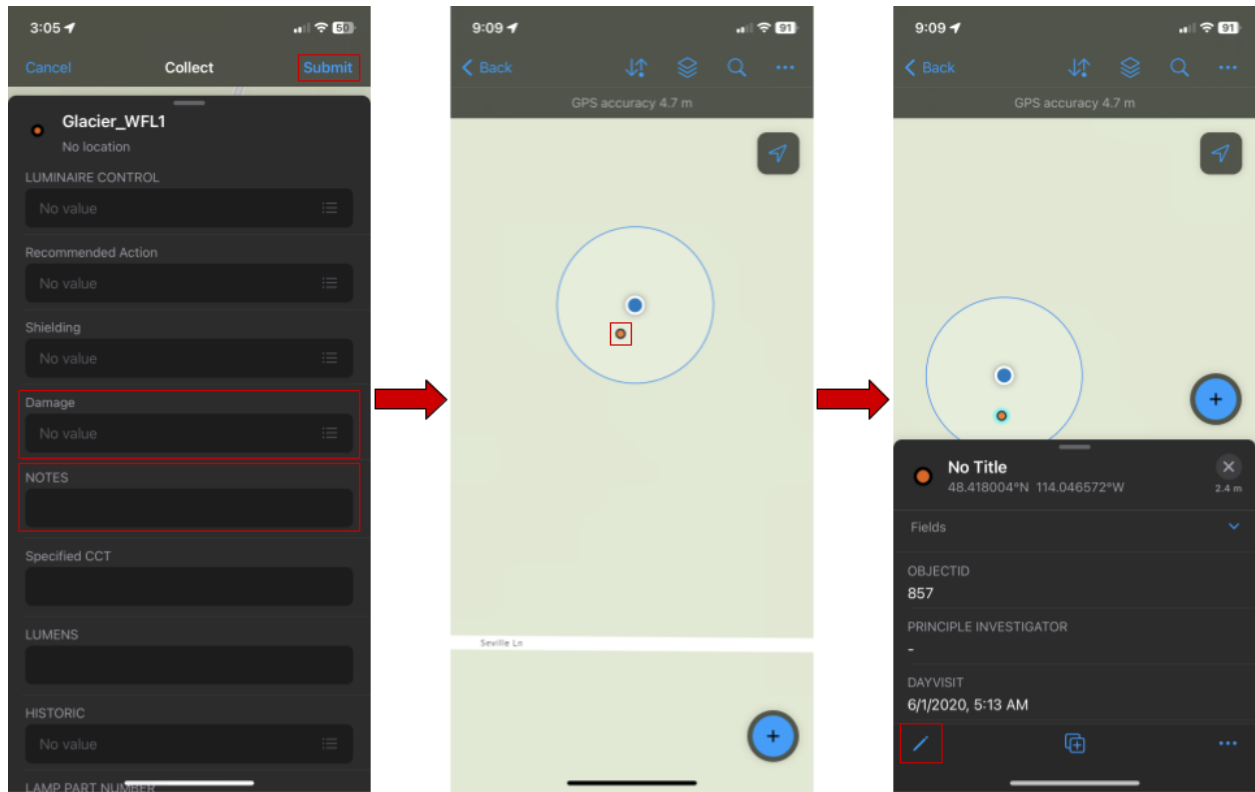 3:05
50
Cancel
Collect
Submit
Glacier_WFL1
No location
LUMINAIRE CONTROL
No value
Recommended Action
No value
Shielding
No value
Damage
No value
NOTES
Specified CCT
LUMENS
HISTORIC
No value
LAMP PART NUMBER
9:09
91
Back
GPS accuracy 4.7 m
Seville Ln
+
9:09
91
Back
GPS accuracy 4.7 m
+
No Title
48.418004°N 114.046572°W
2.4 m
Fields
OBJECTID
857
PRINCIPLE INVESTIGATOR
-
DAYVISIT
6/1/2020, 5:13 AM